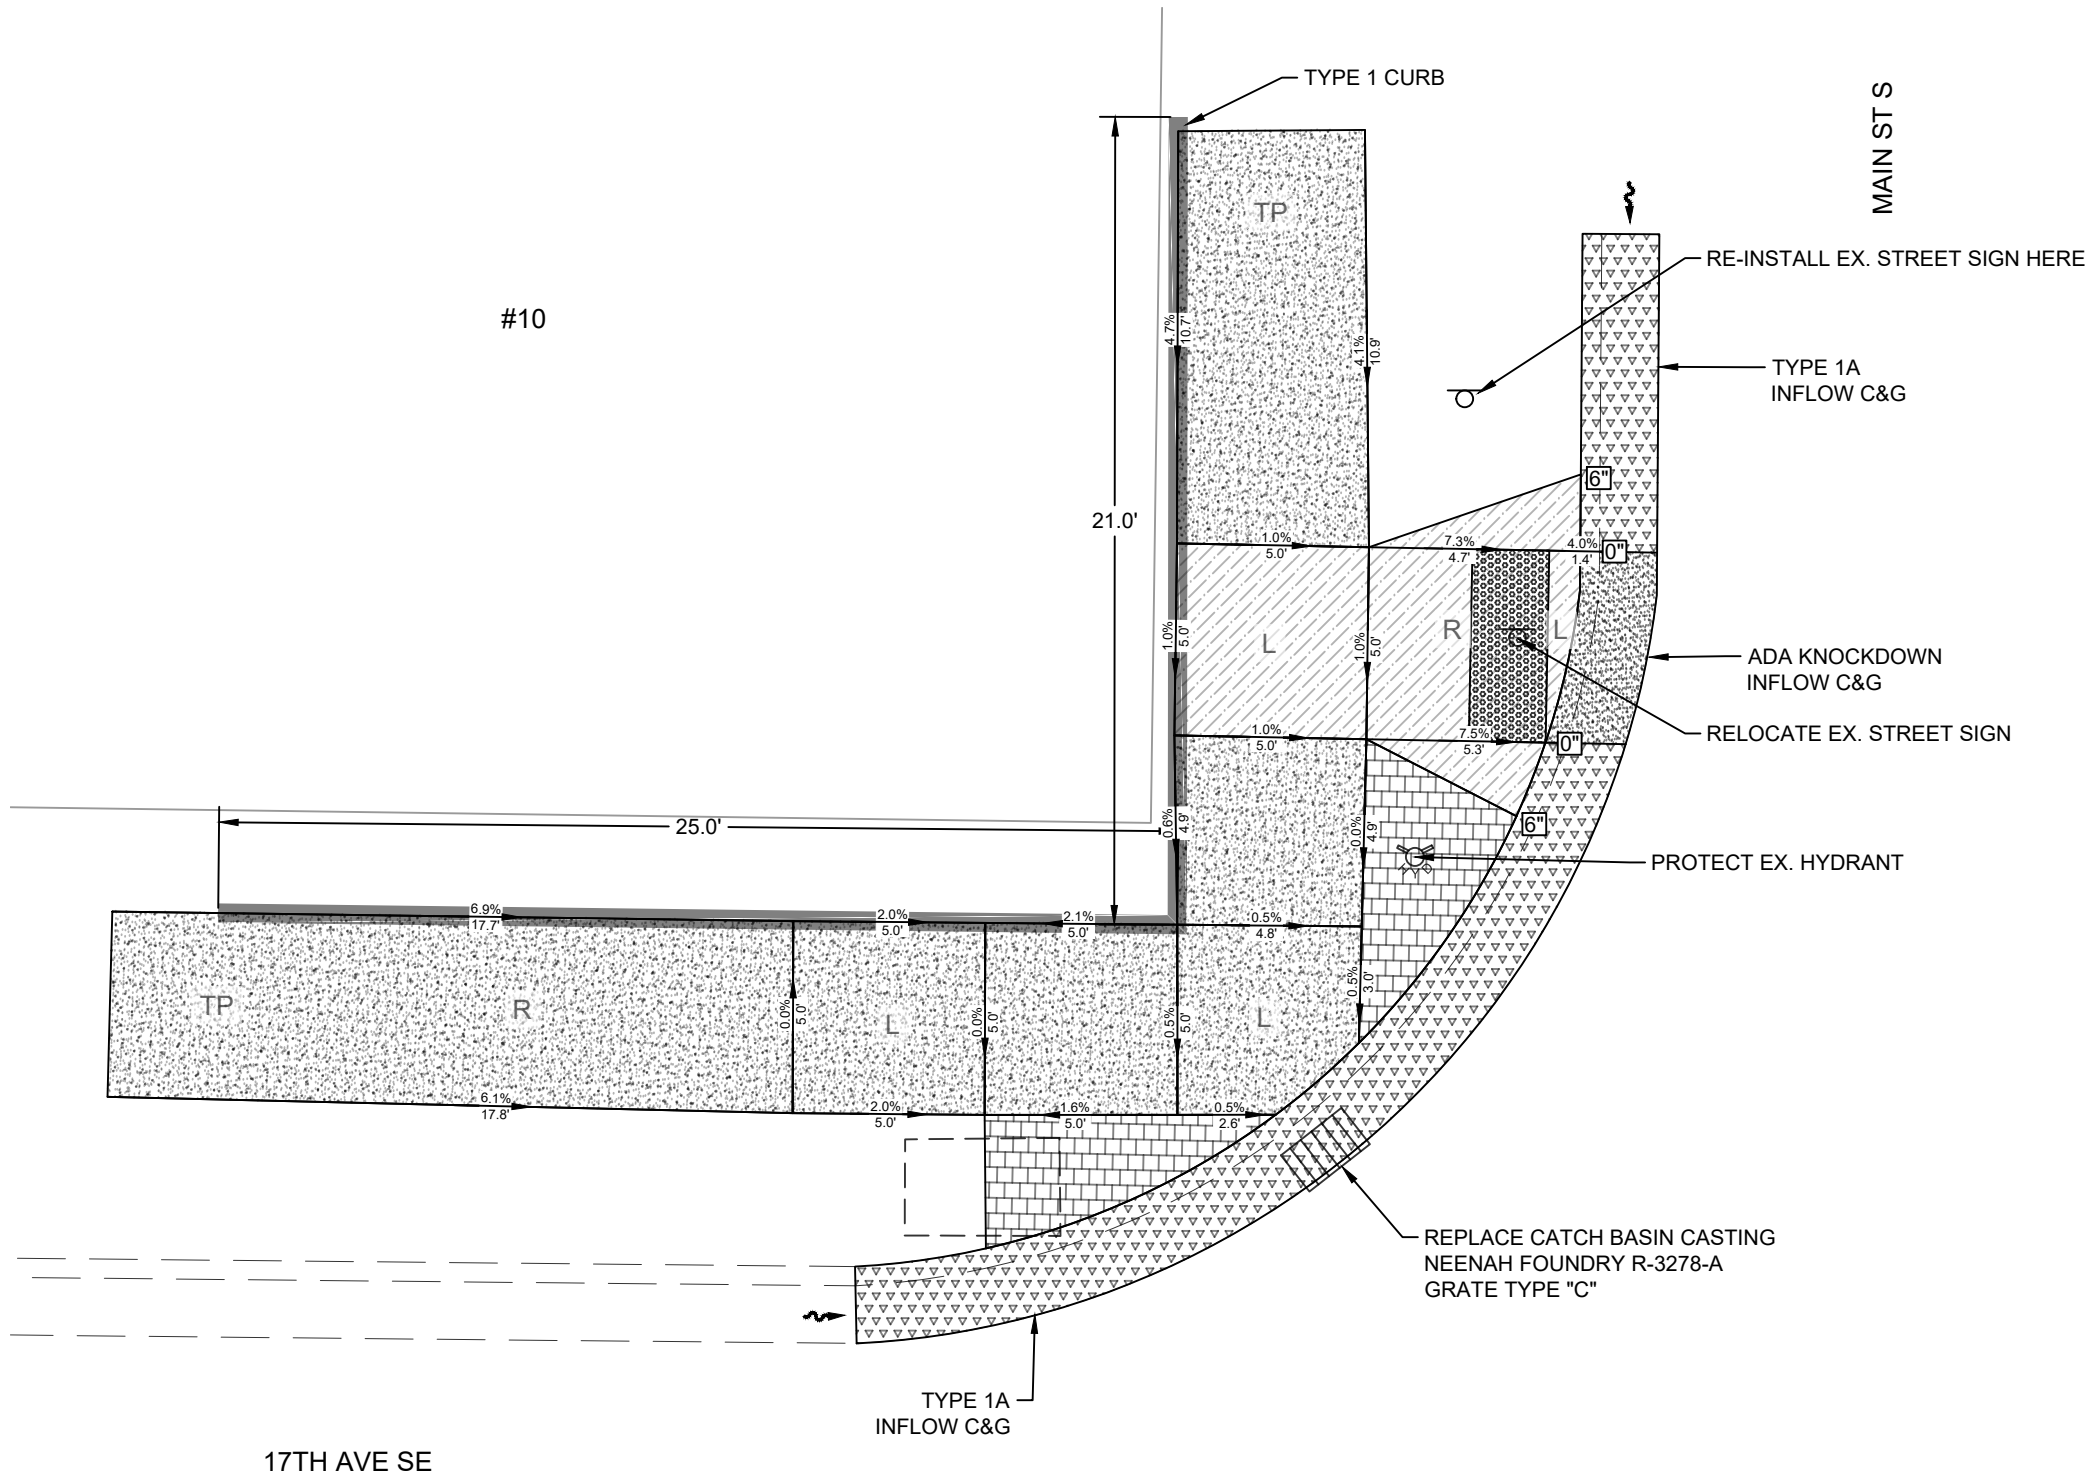 TYPE 1 CURB
MAIN ST S
TP
RE-INSTALL EX. STREET SIGN HERE
#10
4.7%
10.7'
4.1%
10.9'
TYPE 1A
INFLOW C&G
6"
21.0'
1.0%
5.0'
7.3%
4.7'
4.0%
1.4'
0"
1.0%
5.0'
L
1.0%
5.0'
R
L
ADA KNOCKDOWN
INFLOW C&G
RELOCATE EX. STREET SIGN
1.0%
5.0'
7.5%
5.3'
0"
25.0'
0.6%
4.9'
0.0%
4.9'
6"
PROTECT EX. HYDRANT
6.9%
17.7'
2.0%
5.0'
2.1%
5.0'
0.5%
4.8'
TP
R
0.0%
5.0'
L
0.0%
5.0'
0.5%
5.0'
L
0.5%
3.0'
6.1%
17.8'
2.0%
5.0'
1.6%
5.0'
0.5%
2.6'
REPLACE CATCH BASIN CASTING
NEENAH FOUNDRY R-3278-A
GRATE TYPE "C"
TYPE 1A
INFLOW C&G
17TH AVE SE